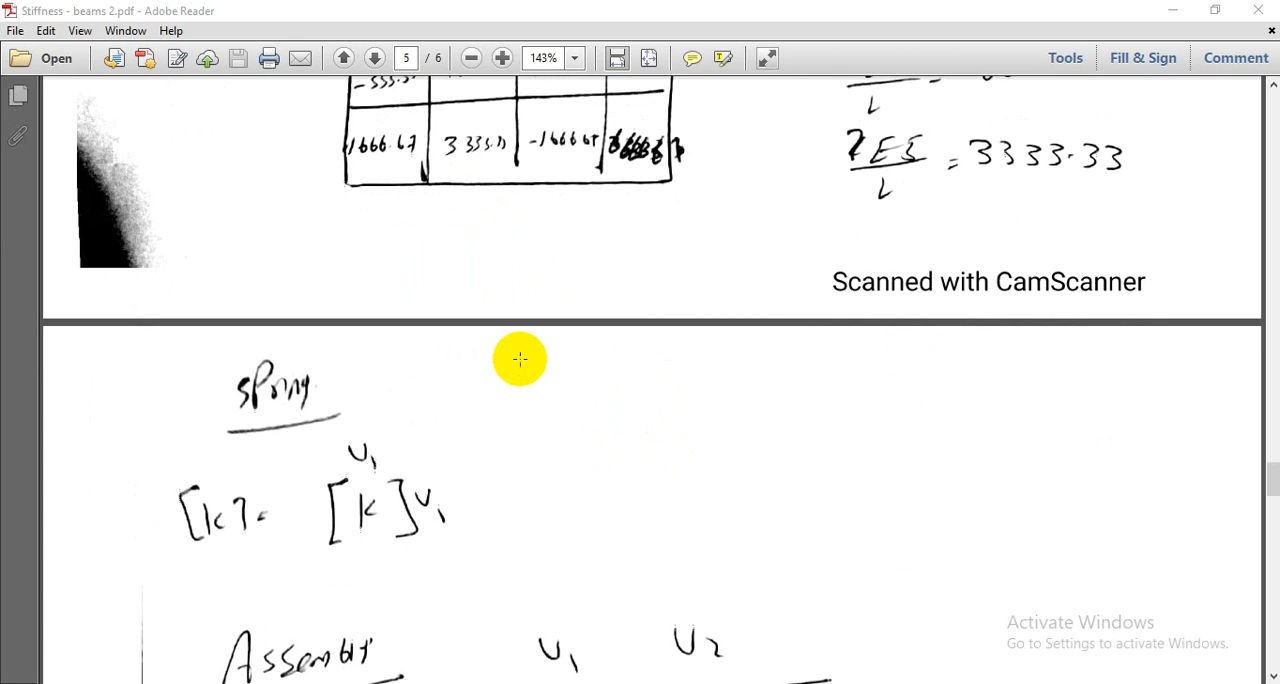 Stiffness - beams 2.pdf - Adobe Reader
File Edit View Window Help
Open 5 / 6 143% Tools Fill & Sign Comment
L
1666.67 3333.33
2EI
L = 3333.33
Scanned with CamScanner
spring
U1
[K] = [K] U1
Assembly U1 U2
Activate Windows
Go to Settings to activate Windows.